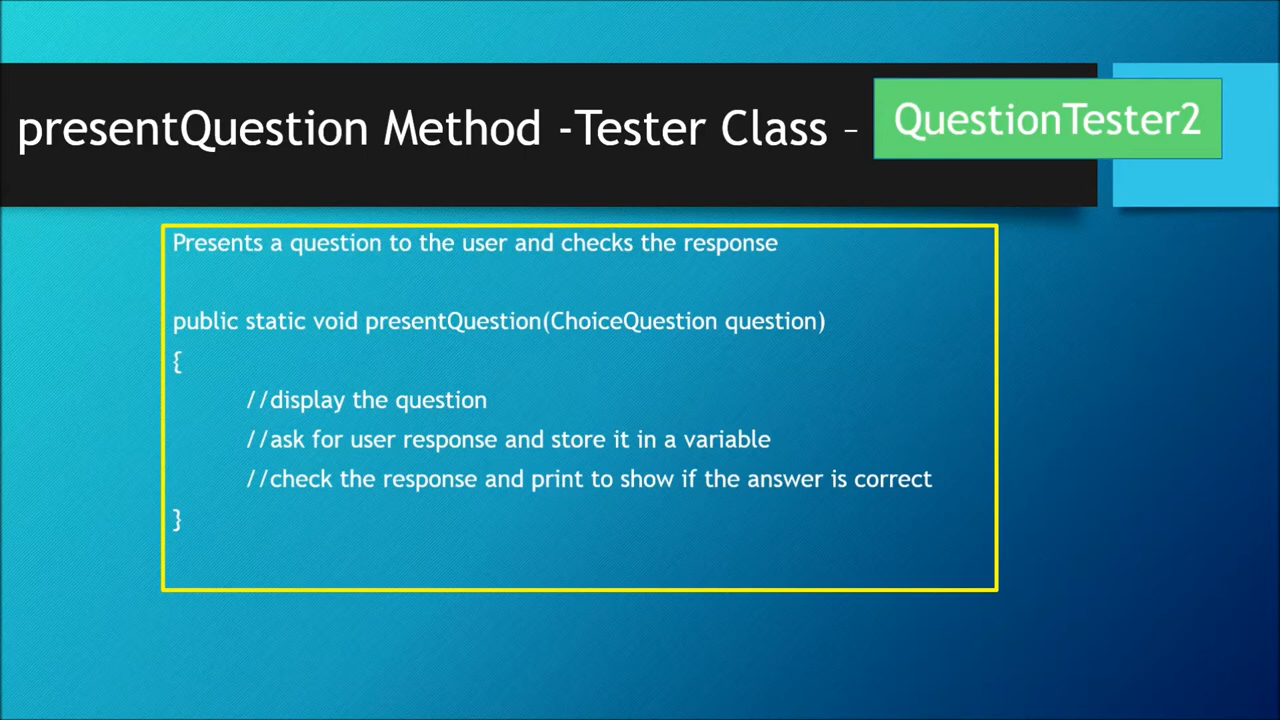 presentQuestion Method -Tester Class – QuestionTester2
Presents a question to the user and checks the response
public static void presentQuestion(ChoiceQuestion question)
{
//display the question
//ask for user response and store it in a variable
//check the response and print to show if the answer is correct
}